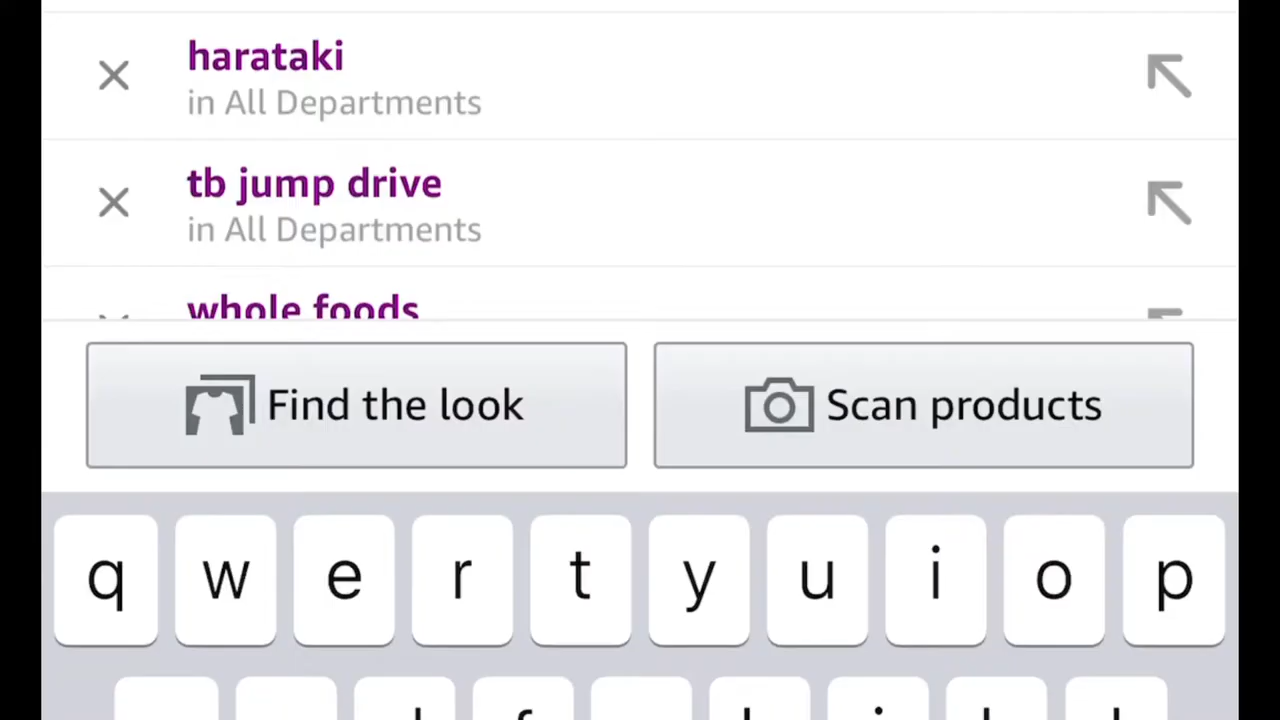 harataki
in All Departments
tb jump drive
in All Departments
whole foods
Find the look
Scan products
q w e r t y u i o p